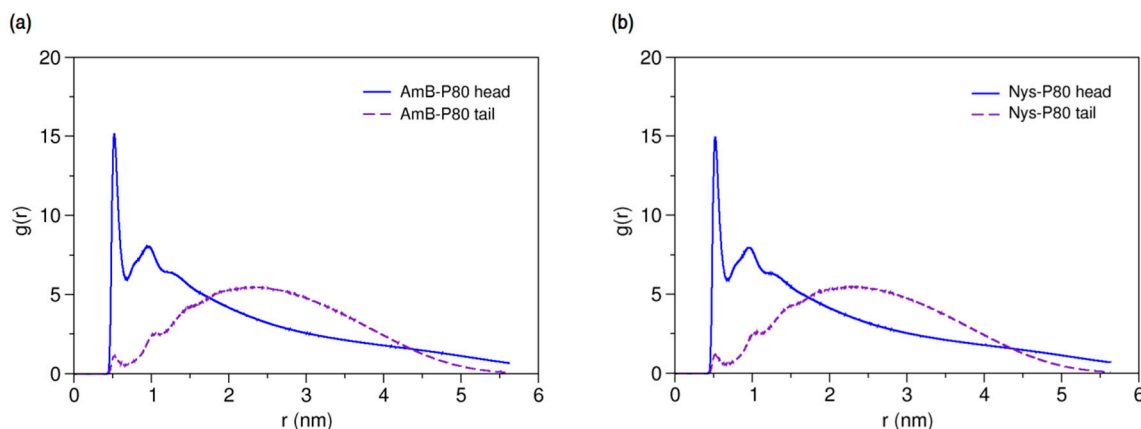 (a)
20
15
10
5
0
g(r)
AmB-P80 head
AmB-P80 tail
0 1 2 3 4 5 6
r (nm)
(b)
20
15
10
5
0
g(r)
Nys-P80 head
Nys-P80 tail
0 1 2 3 4 5 6
r (nm)